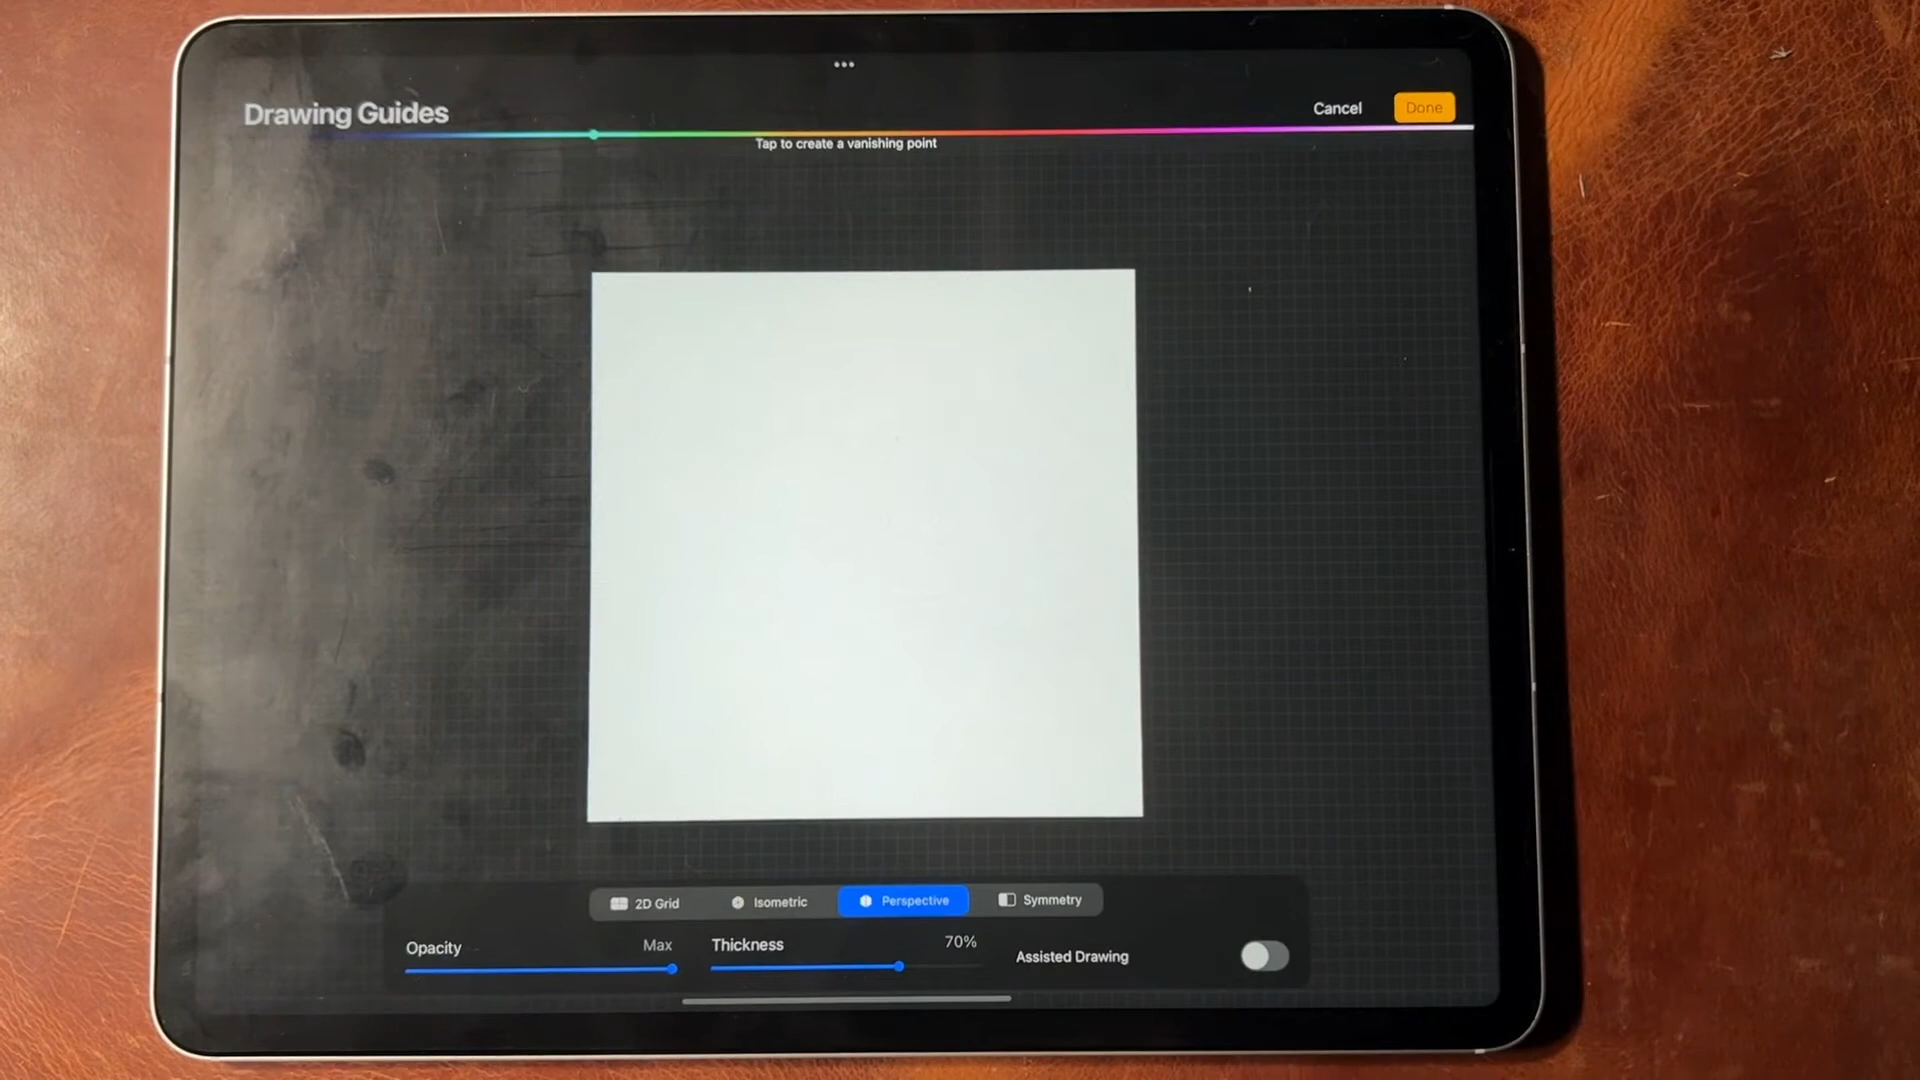 Drawing Guides
Cancel
Done
Tap to create a vanishing point
2D Grid
Isometric
Perspective
Symmetry
Opacity
Max
Thickness
70%
Assisted Drawing